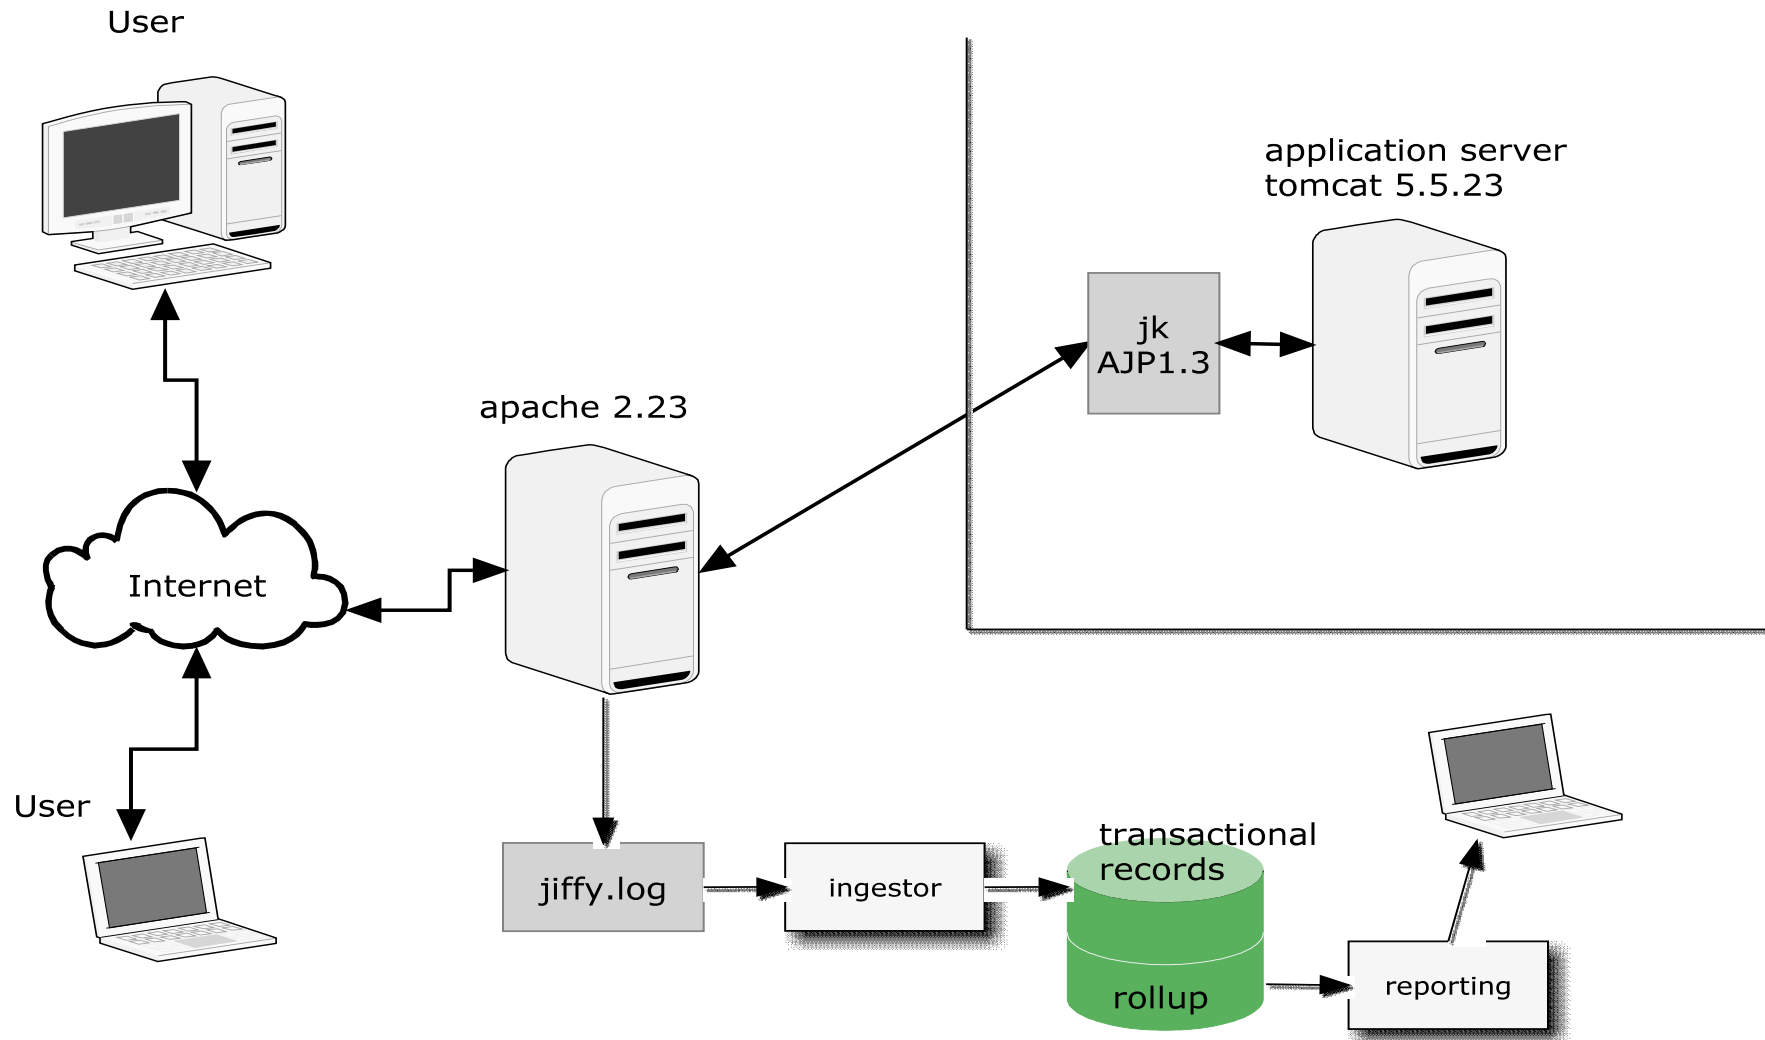 User
application server
tomcat 5.5.23
jk
AJP1.3
apache 2.23
Internet
User
jiffy.log
ingestor
transactional
records
rollup
reporting